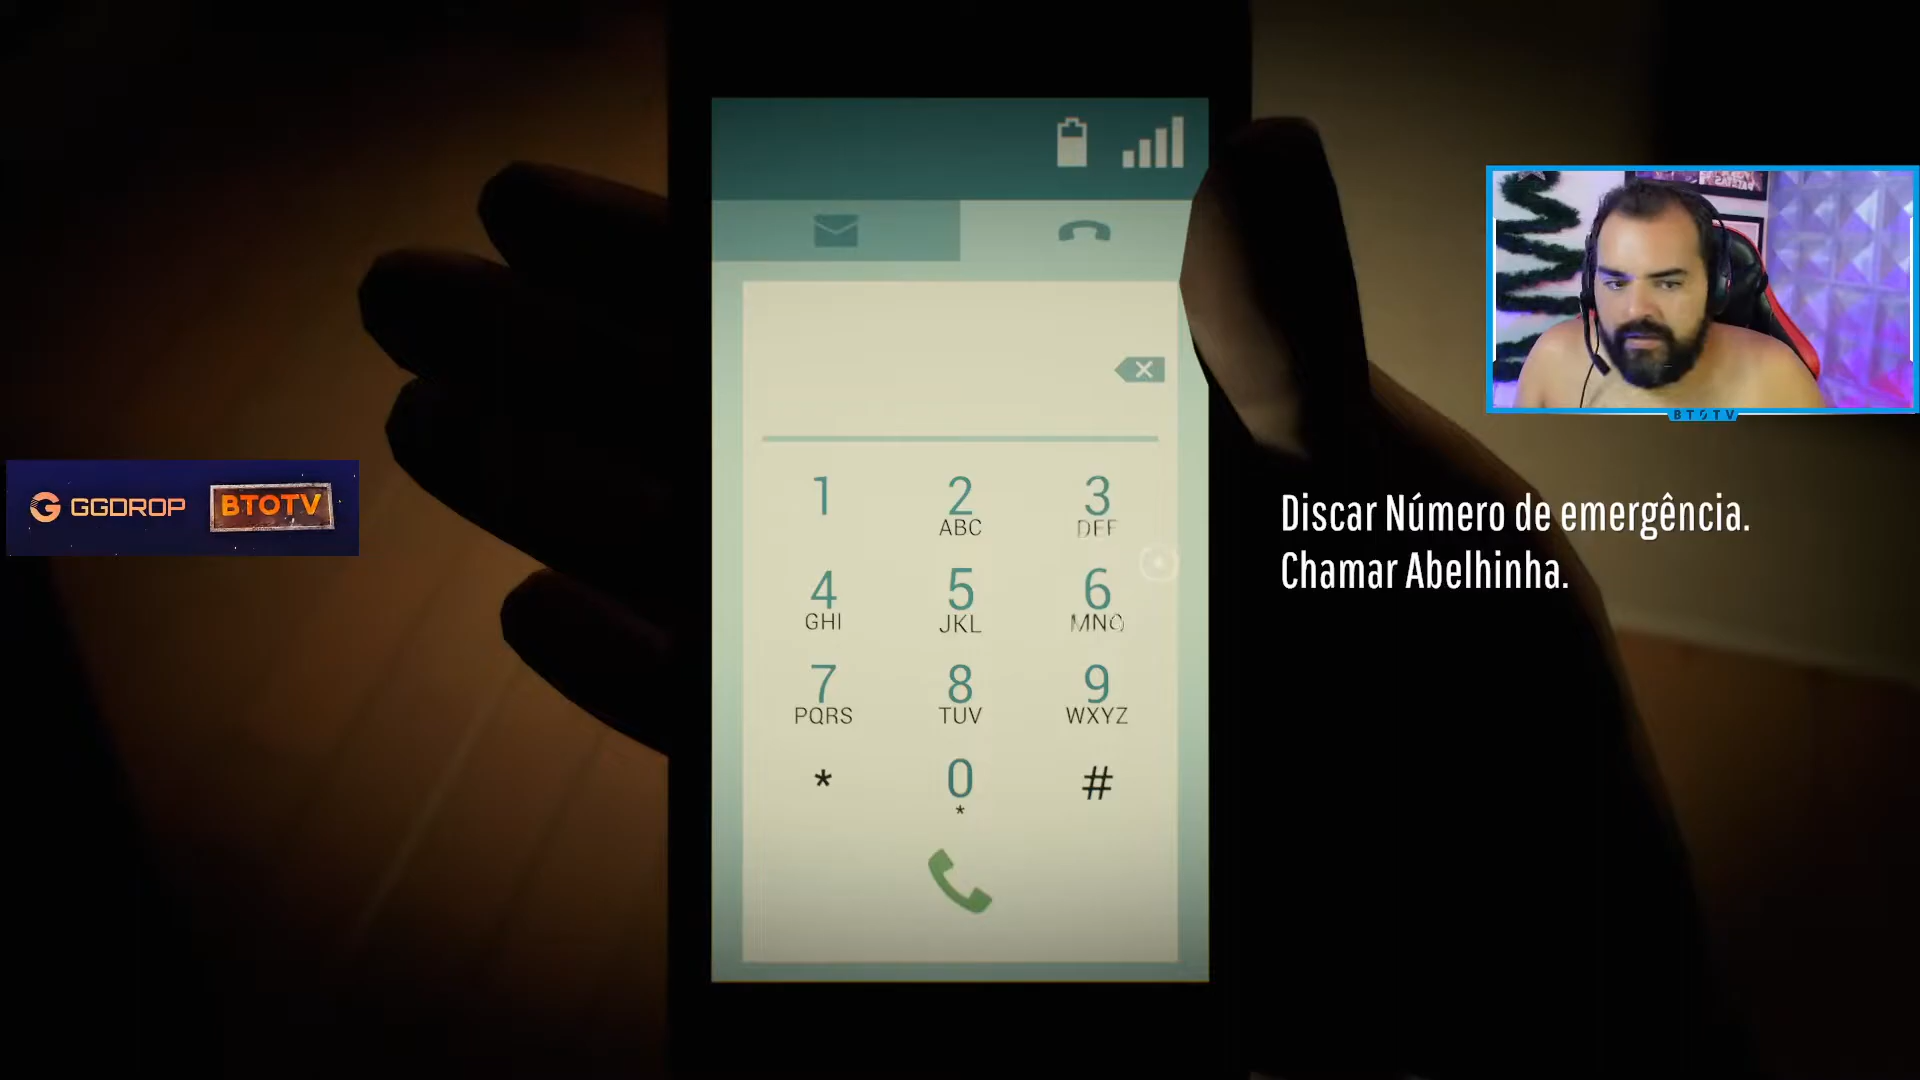 1
2
3
ABC
DEF
4
5
6
GHI
JKL
MNO
7
8
9
PQRS
TUV
WXYZ
*
0
#
*
GGDROP
BTOTV
BTOTV
Discar Número de emergência.
Chamar Abelhinha.